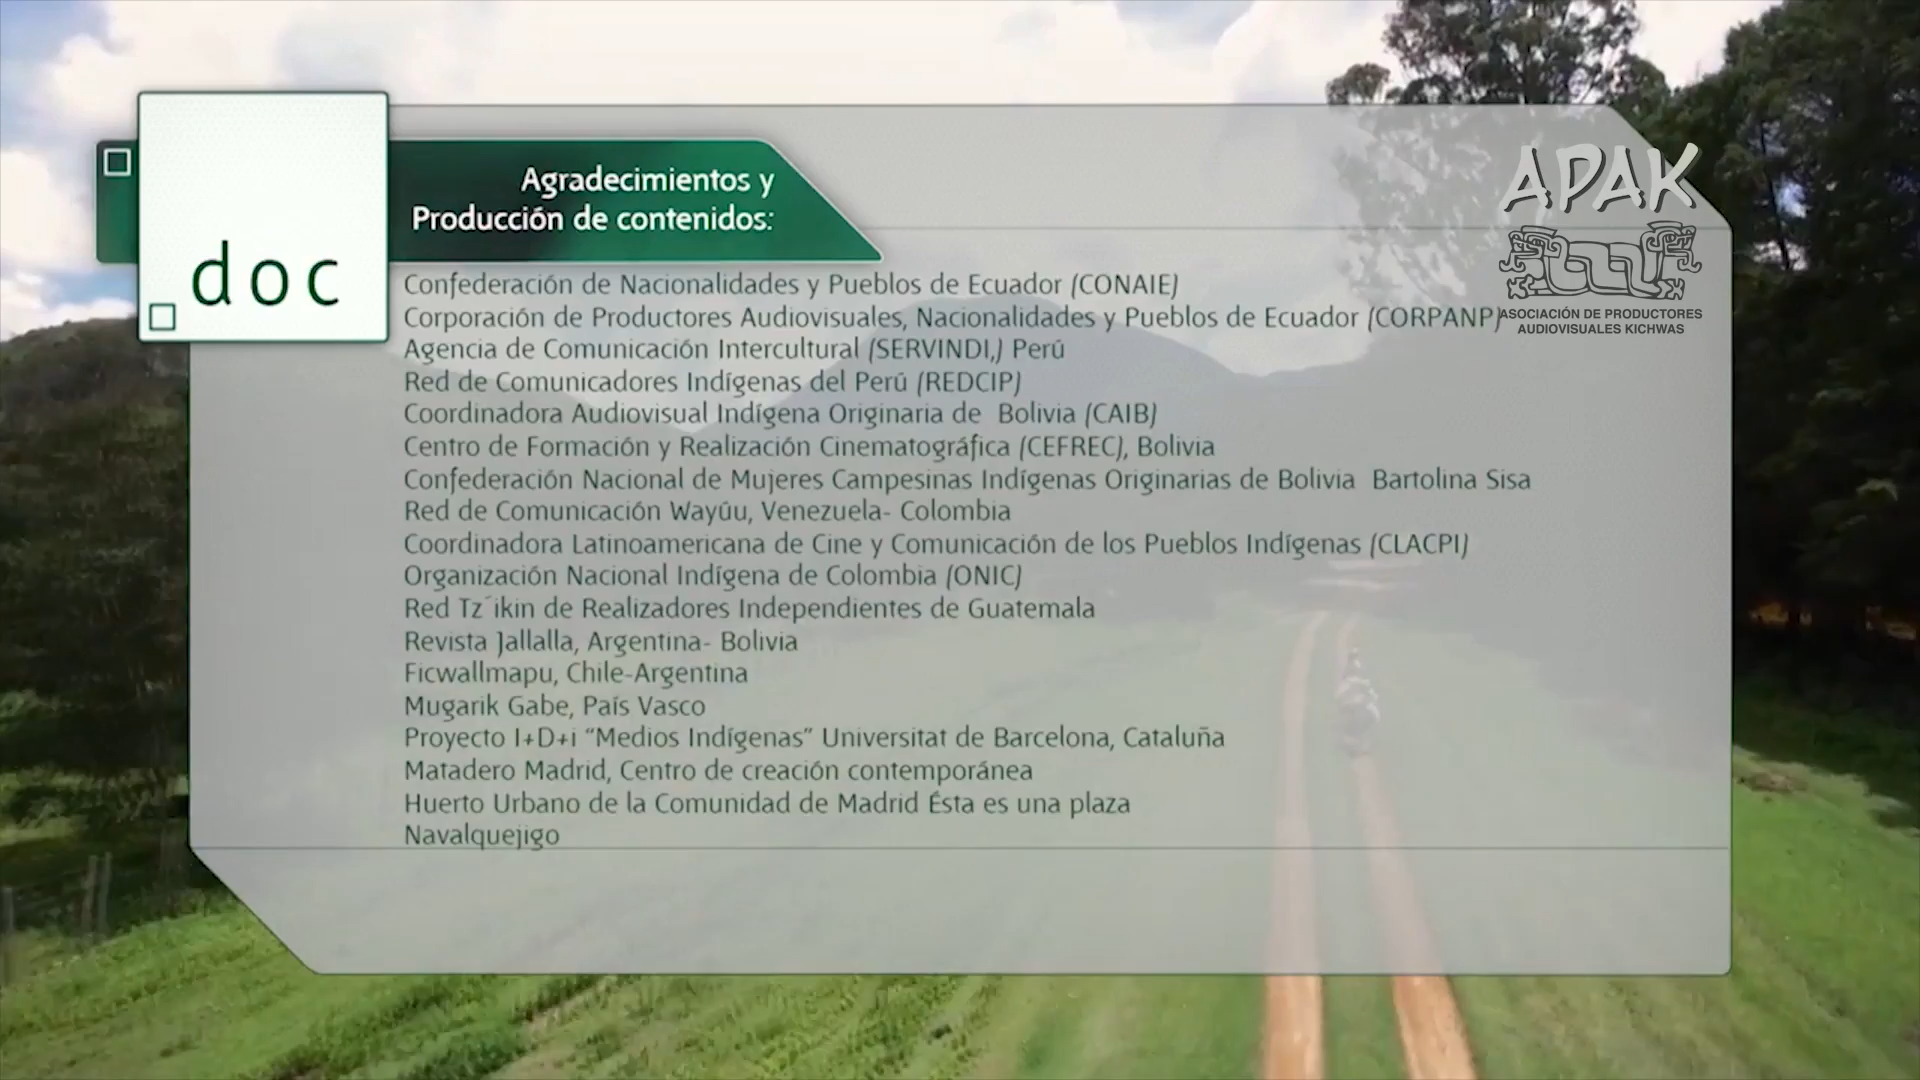 doc
Agradecimientos y
Producción de contenidos:
APAK
ASOCIACIÓN DE PRODUCTORES
AUDIOVISUALES KICHWAS
Confederación de Nacionalidades y Pueblos de Ecuador (CONAIE)
Corporación de Productores Audiovisuales, Nacionalidades y Pueblos de Ecuador (CORPANP)
Agencia de Comunicación Intercultural (SERVINDI,) Perú
Red de Comunicadores Indígenas del Perú (REDCIP)
Coordinadora Audiovisual Indígena Originaria de  Bolivia (CAIB)
Centro de Formación y Realización Cinematográfica (CEFREC), Bolivia
Confederación Nacional de Mujeres Campesinas Indígenas Originarias de Bolivia  Bartolina Sisa
Red de Comunicación Wayúu, Venezuela- Colombia
Coordinadora Latinoamericana de Cine y Comunicación de los Pueblos Indígenas (CLACPI)
Organización Nacional Indígena de Colombia (ONIC)
Red Tz´ikin de Realizadores Independientes de Guatemala
Revista Jallalla, Argentina- Bolivia
Ficwallmapu, Chile-Argentina
Mugarik Gabe, País Vasco
Proyecto I+D+i “Medios Indígenas” Universitat de Barcelona, Cataluña
Matadero Madrid, Centro de creación contemporánea
Huerto Urbano de la Comunidad de Madrid Ésta es una plaza
Navalquejigo